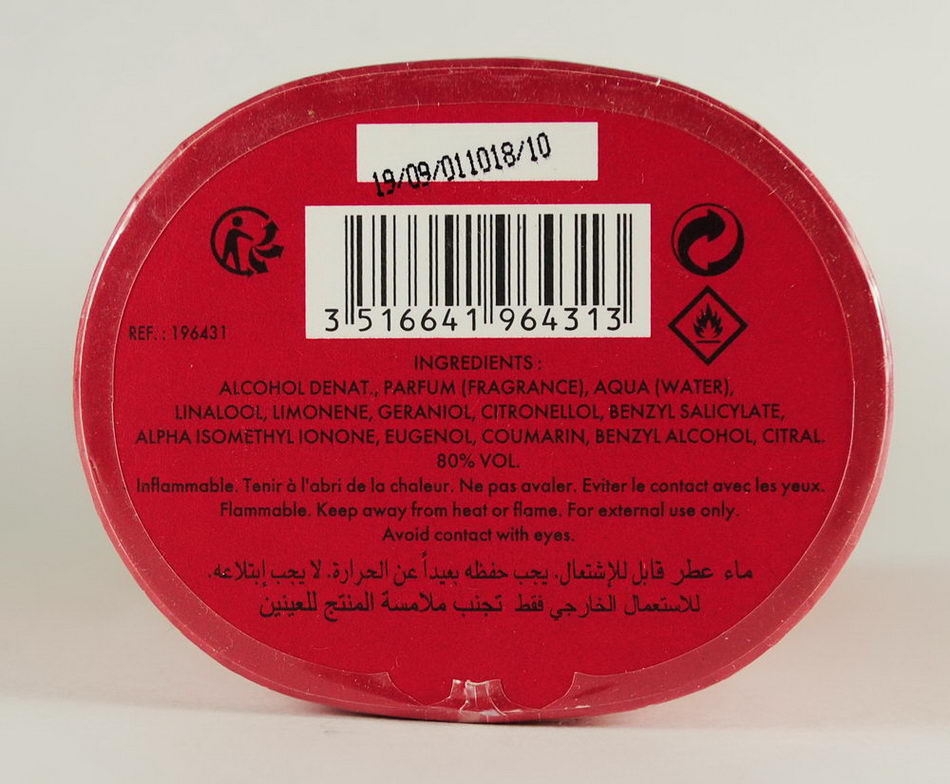 19/09/011018/10
3 516641 964313
REF. : 196431
INGREDIENTS :
ALCOHOL DENAT., PARFUM (FRAGRANCE), AQUA (WATER),
LINALOOL, LIMONENE, GERANIOL, CITRONELLOL, BENZYL SALICYLATE,
ALPHA ISOMETHYL IONONE, EUGENOL, COUMARIN, BENZYL ALCOHOL, CITRAL.
80% VOL.
Inflammable. Tenir à l'abri de la chaleur. Ne pas avaler. Eviter le contact avec les yeux.
Flammable. Keep away from heat or flame. For external use only.
Avoid contact with eyes.
ماء عطر قابل للإشتعال. يجب حفظه بعيداً عن الحرارة. لا يجب إبتلاعه.
للاستعمال الخارجي فقط تجنب ملامسة المنتج للعينين